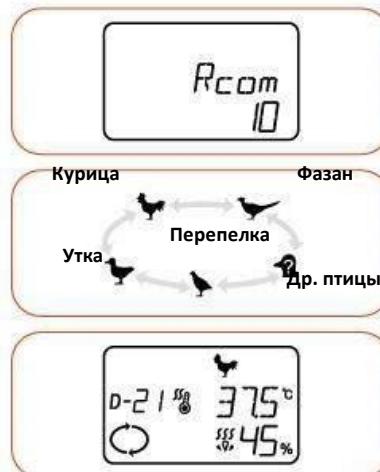 Rcom
10
Курица Фазан
Перепелка
Утка
Др. птицы
D-21 37.5 °C
45 %